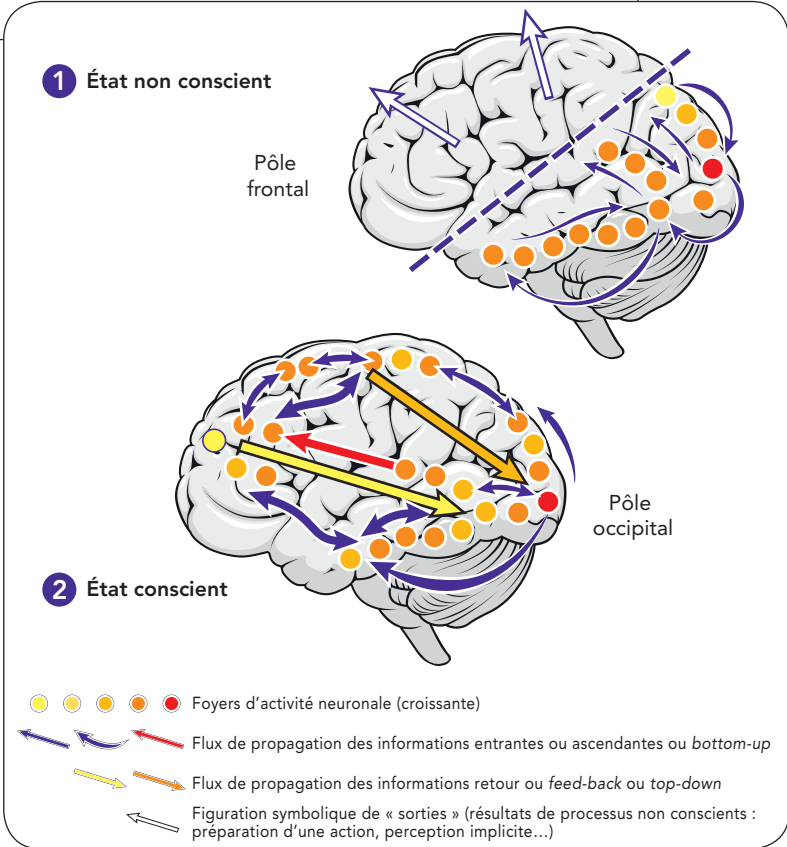 1 État non conscient
Pôle
frontal
Pôle
occipital
2 État conscient
Foyers d’activité neuronale (croissante)
Flux de propagation des informations entrantes ou ascendantes ou bottom-up
Flux de propagation des informations retour ou feed-back ou top-down
Figuration symbolique de « sorties » (résultats de processus non conscients :
préparation d’une action, perception implicite…)